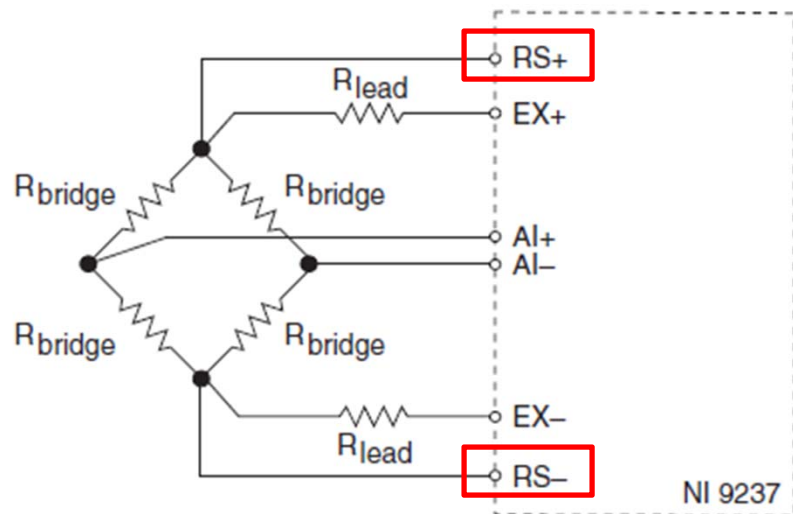 RS+
Rlead
EX+
Rbridge
Rbridge
AI+
AI–
Rbridge
Rbridge
EX–
Rlead
RS–
NI 9237